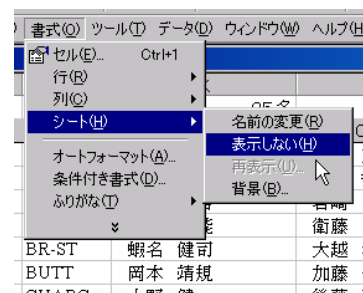 書式(O) ツール(T) データ(D) ウィンドウ(W) ヘルプ(H
セル(E)... Ctrl+1
行(R)
列(C)
シート(H)
オートフォーマット(A)...
条件付き書式(D)...
ふりがな(T)
名前の変更(R)
表示しない(H)
再表示(U)...
背景(B)...
衛藤
BR-ST 蝦名 健司 大越
BUTT 岡本 靖規 加藤